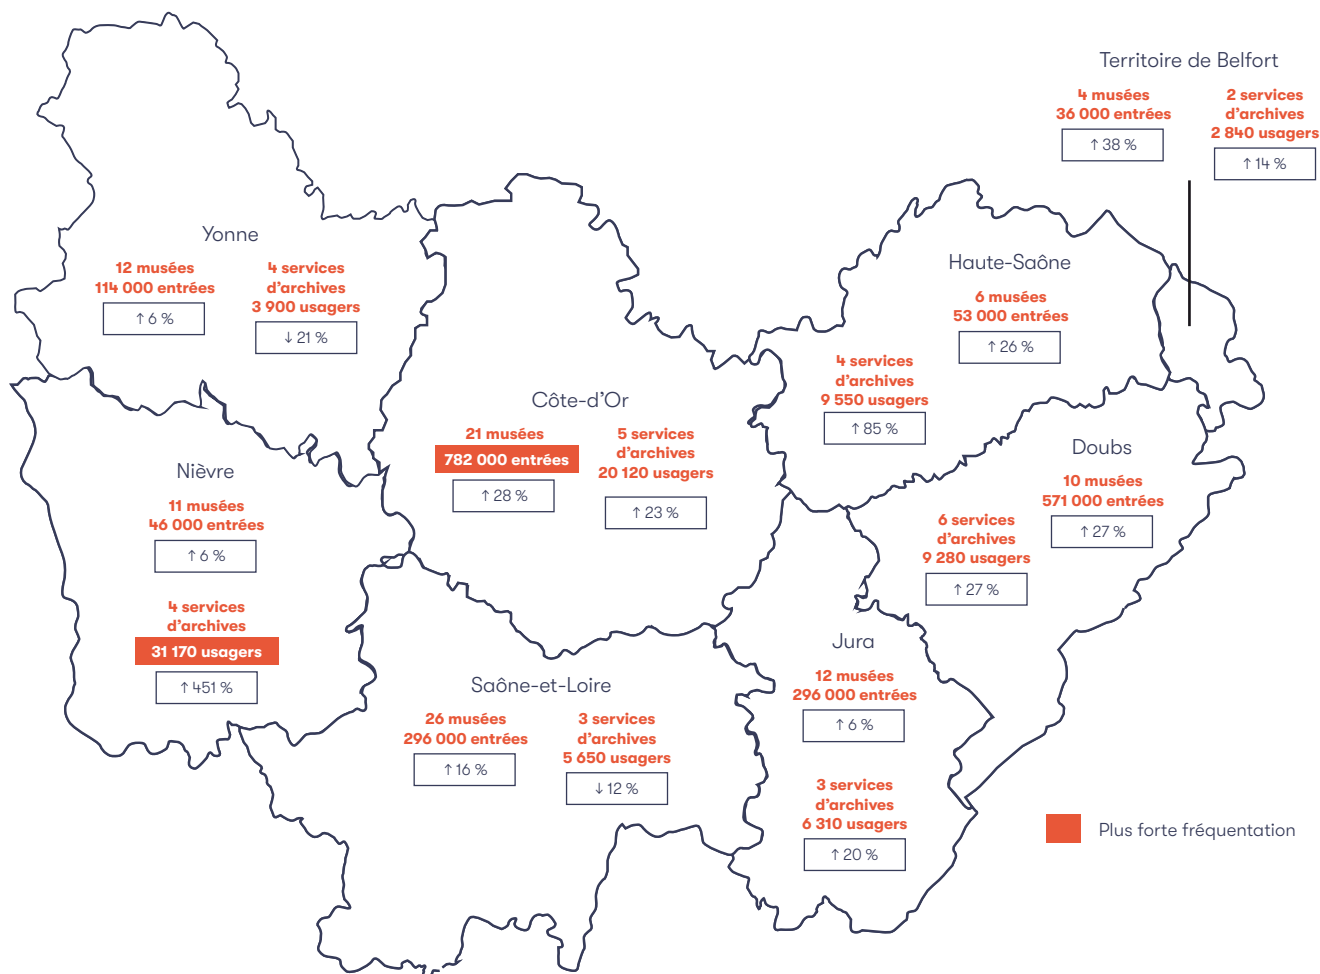 Territoire de Belfort
4 musées
36 000 entrées
↑ 38 %
2 services
d'archives
2 840 usagers
↑ 14 %
Yonne
12 musées
114 000 entrées
↑ 6 %
4 services
d'archives
3 900 usagers
↓ 21 %
Haute-Saône
6 musées
53 000 entrées
↑ 26 %
4 services
d'archives
9 550 usagers
↑ 85 %
Côte-d'Or
21 musées
782 000 entrées
↑ 28 %
5 services
d'archives
20 120 usagers
↑ 23 %
Doubs
10 musées
571 000 entrées
↑ 27 %
6 services
d'archives
9 280 usagers
↑ 27 %
Nièvre
11 musées
46 000 entrées
↑ 6 %
4 services
d'archives
31 170 usagers
↑ 451 %
Saône-et-Loire
26 musées
296 000 entrées
↑ 16 %
3 services
d'archives
5 650 usagers
↓ 12 %
Jura
12 musées
296 000 entrées
↑ 6 %
3 services
d'archives
6 310 usagers
↑ 20 %
Plus forte fréquentation